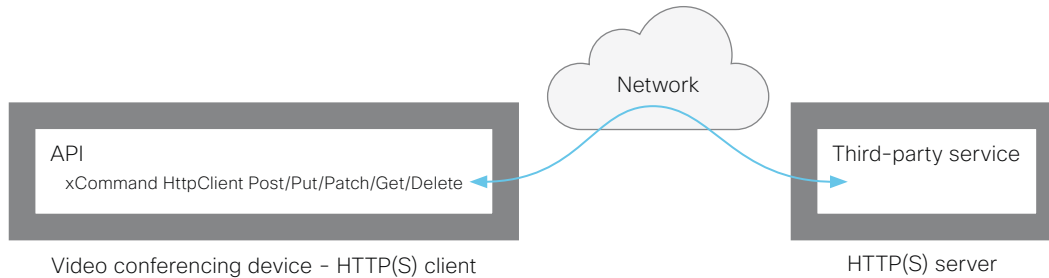 Network
API
xCommand HttpClient Post/Put/Patch/Get/Delete
Third-party service
Video conferencing device - HTTP(S) client
HTTP(S) server